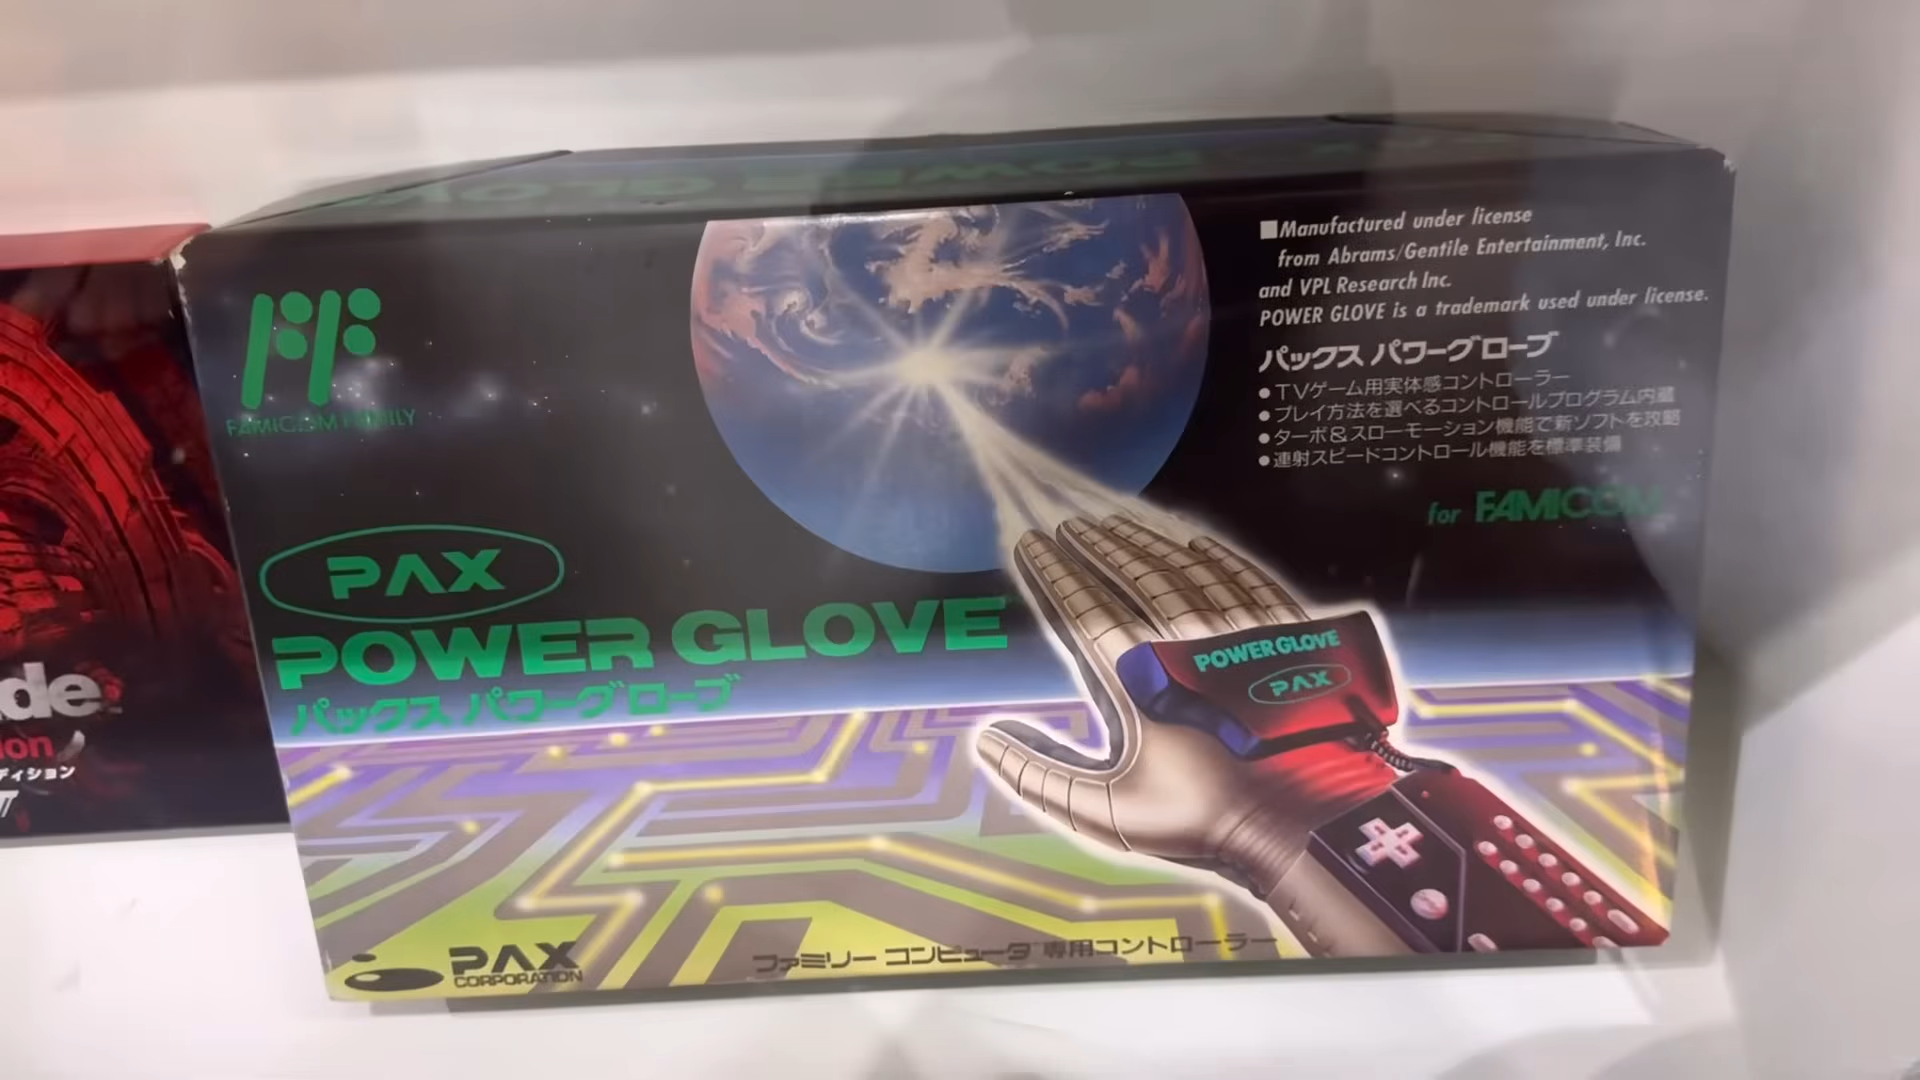 FAMICOM FAMILY
PAX
POWER GLOVE
パックス パワーグローブ
■Manufactured under license
from Abrams/Gentile Entertainment, Inc.
and VPL Research Inc.
POWER GLOVE is a trademark used under license.
パックス パワーグローブ
●TVゲーム用実体感コントローラー
●プレイ方法を選べるコントロールプログラム内蔵
●ターボ&スローモーション機能で新ソフトを攻略
●連射スピードコントロール機能を標準装備
for FAMICOM
POWER GLOVE
PAX
PAX
CORPORATION
ファミリー コンピュータ 専用コントローラー
de
ion
ディション